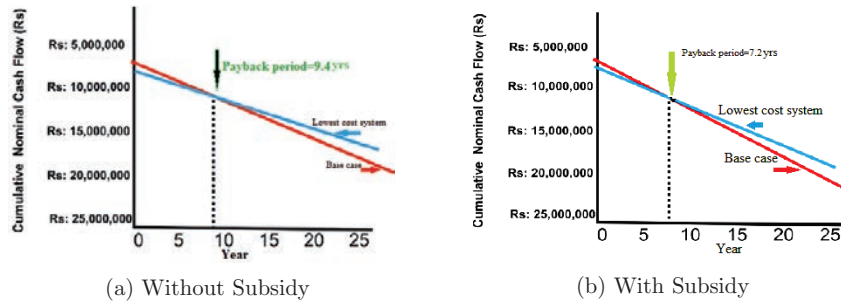 Cumulative Nominal Cash Flow (Rs)
Rs: 5,000,000
Rs: 10,000,000
Rs: 15,000,000
Rs: 20,000,000
Rs: 25,000,000
Payback period=9.4yrs
Lowest cost system
Base case
0 5 10 15 20 25
Year
(a) Without Subsidy
Cumulative Nominal Cash Flow (Rs)
Rs: 5,000,000
Rs: 10,000,000
Rs: 15,000,000
Rs: 20,000,000
Rs: 25,000,000
Payback period=7.2yrs
Lowest cost system
Base case
0 5 10 15 20 25
Year
(b) With Subsidy